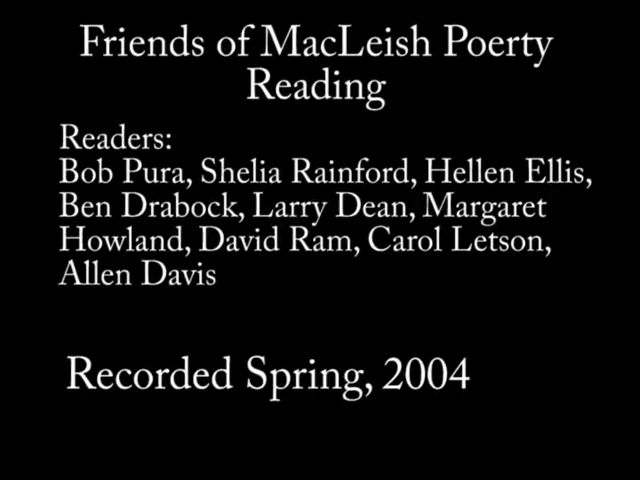 Friends of MacLeish Poerty
Reading
Readers:
Bob Pura, Shelia Rainford, Hellen Ellis,
Ben Drabock, Larry Dean, Margaret
Howland, David Ram, Carol Letson,
Allen Davis
Recorded Spring, 2004